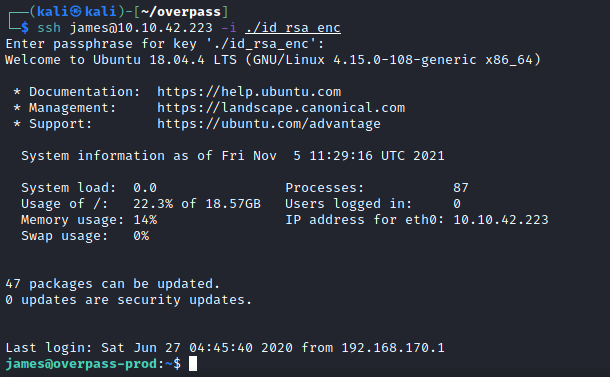 ┌──(kali㉿kali)-[~/overpass]
└─$ ssh james@10.10.42.223 -i ./id_rsa_enc
Enter passphrase for key './id_rsa_enc':
Welcome to Ubuntu 18.04.4 LTS (GNU/Linux 4.15.0-108-generic x86_64)

 * Documentation:  https://help.ubuntu.com
 * Management:     https://landscape.canonical.com
 * Support:        https://ubuntu.com/advantage

  System information as of Fri Nov  5 11:29:16 UTC 2021

  System load:  0.0                Processes:           87
  Usage of /:   22.3% of 18.57GB   Users logged in:     0
  Memory usage: 14%                IP address for eth0: 10.10.42.223
  Swap usage:   0%


47 packages can be updated.
0 updates are security updates.


Last login: Sat Jun 27 04:45:40 2020 from 192.168.170.1
james@overpass-prod:~$